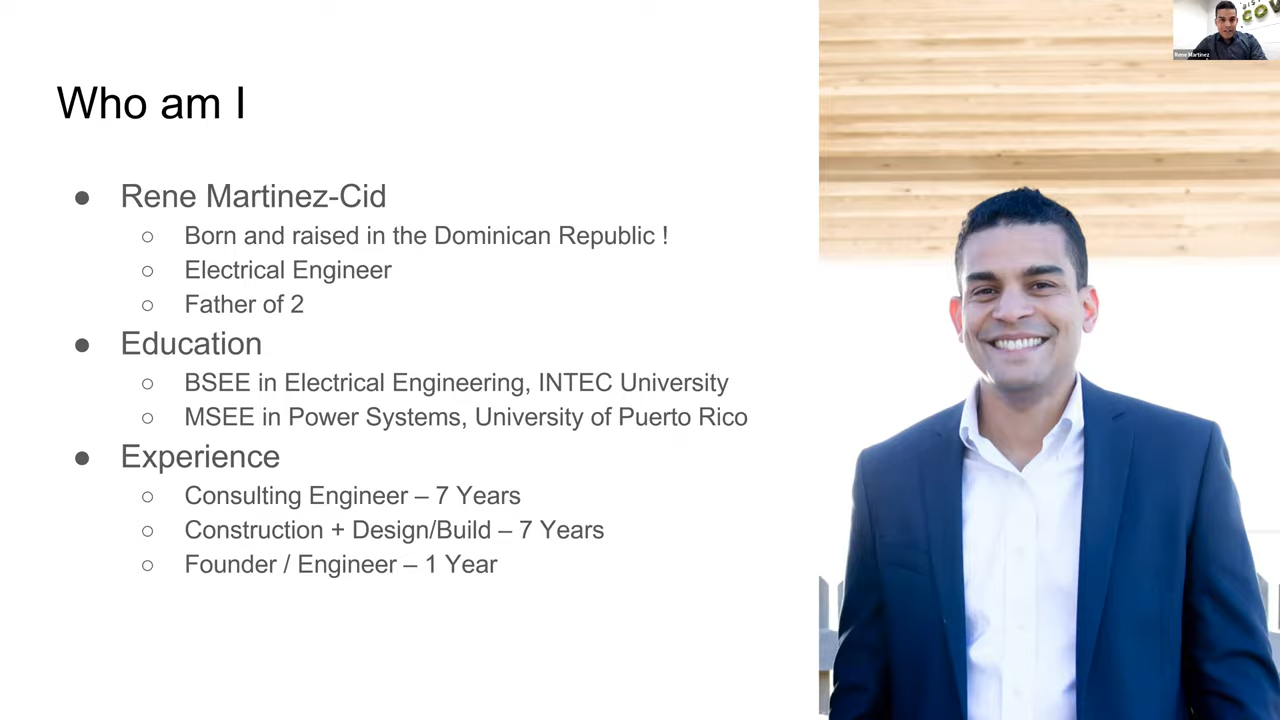 Who am I
● Rene Martinez-Cid
○ Born and raised in the Dominican Republic !
○ Electrical Engineer
○ Father of 2
● Education
○ BSEE in Electrical Engineering, INTEC University
○ MSEE in Power Systems, University of Puerto Rico
● Experience
○ Consulting Engineer – 7 Years
○ Construction + Design/Build – 7 Years
○ Founder / Engineer – 1 Year
Rene Martinez